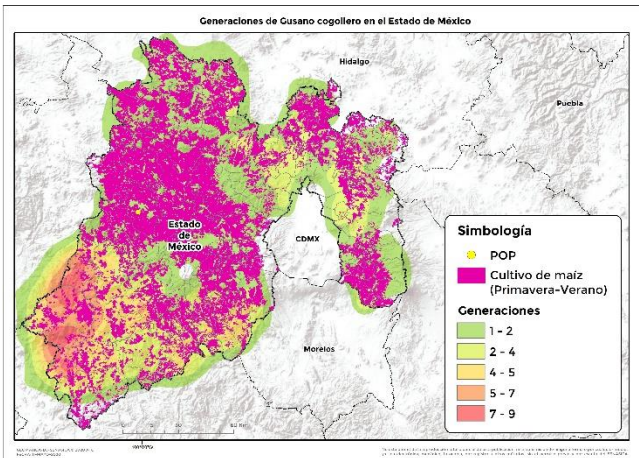 Generaciones de Gusano cogollero en el Estado de México
Hidalgo
Puebla
Estado
de
México
CDMX
Morelos
Simbología
POP
Cultivo de maíz
(Primavera-Verano)
Generaciones
1 - 2
2 - 4
4 - 5
5 - 7
7 - 9